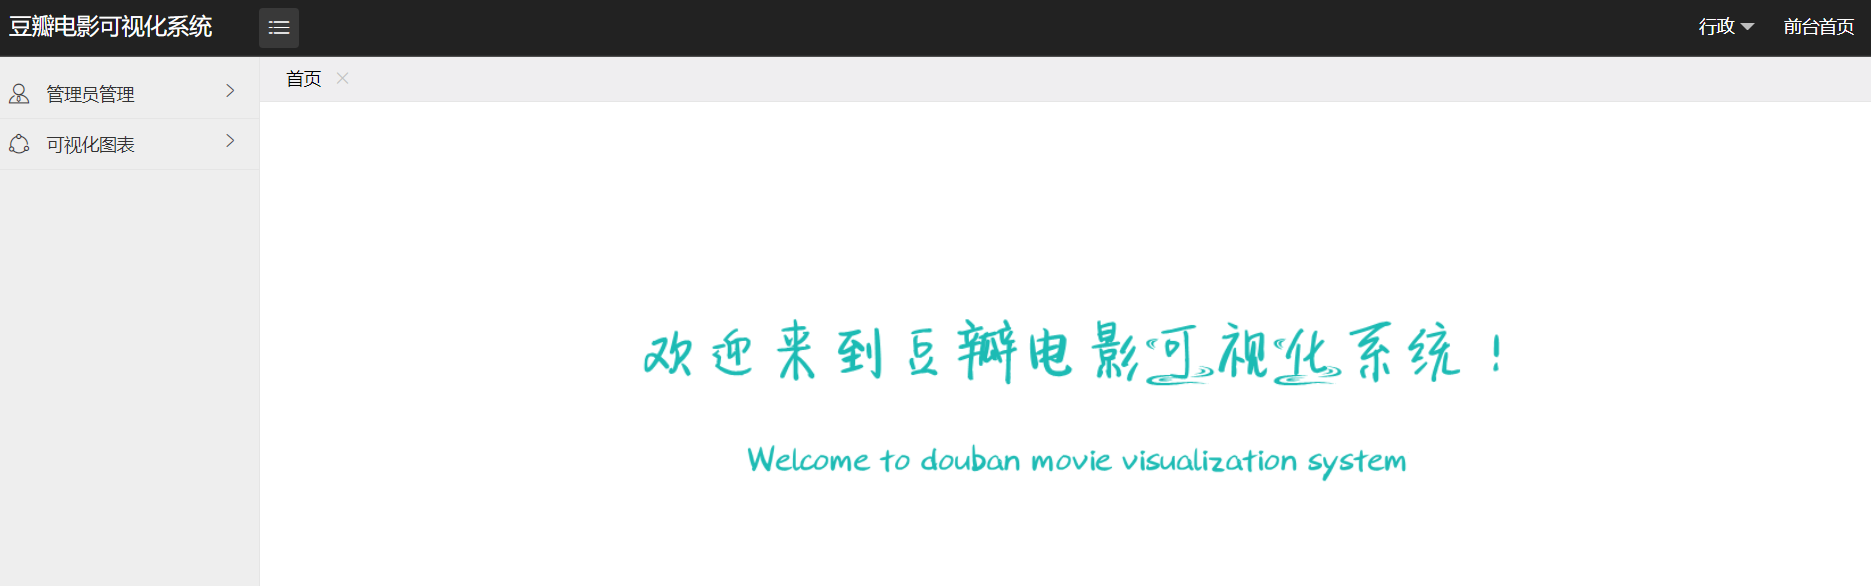 豆瓣电影可视化系统
行政
前台首页
首页
管理员管理
可视化图表
欢迎来到豆瓣电影可视化系统！
Welcome to douban movie visualization system